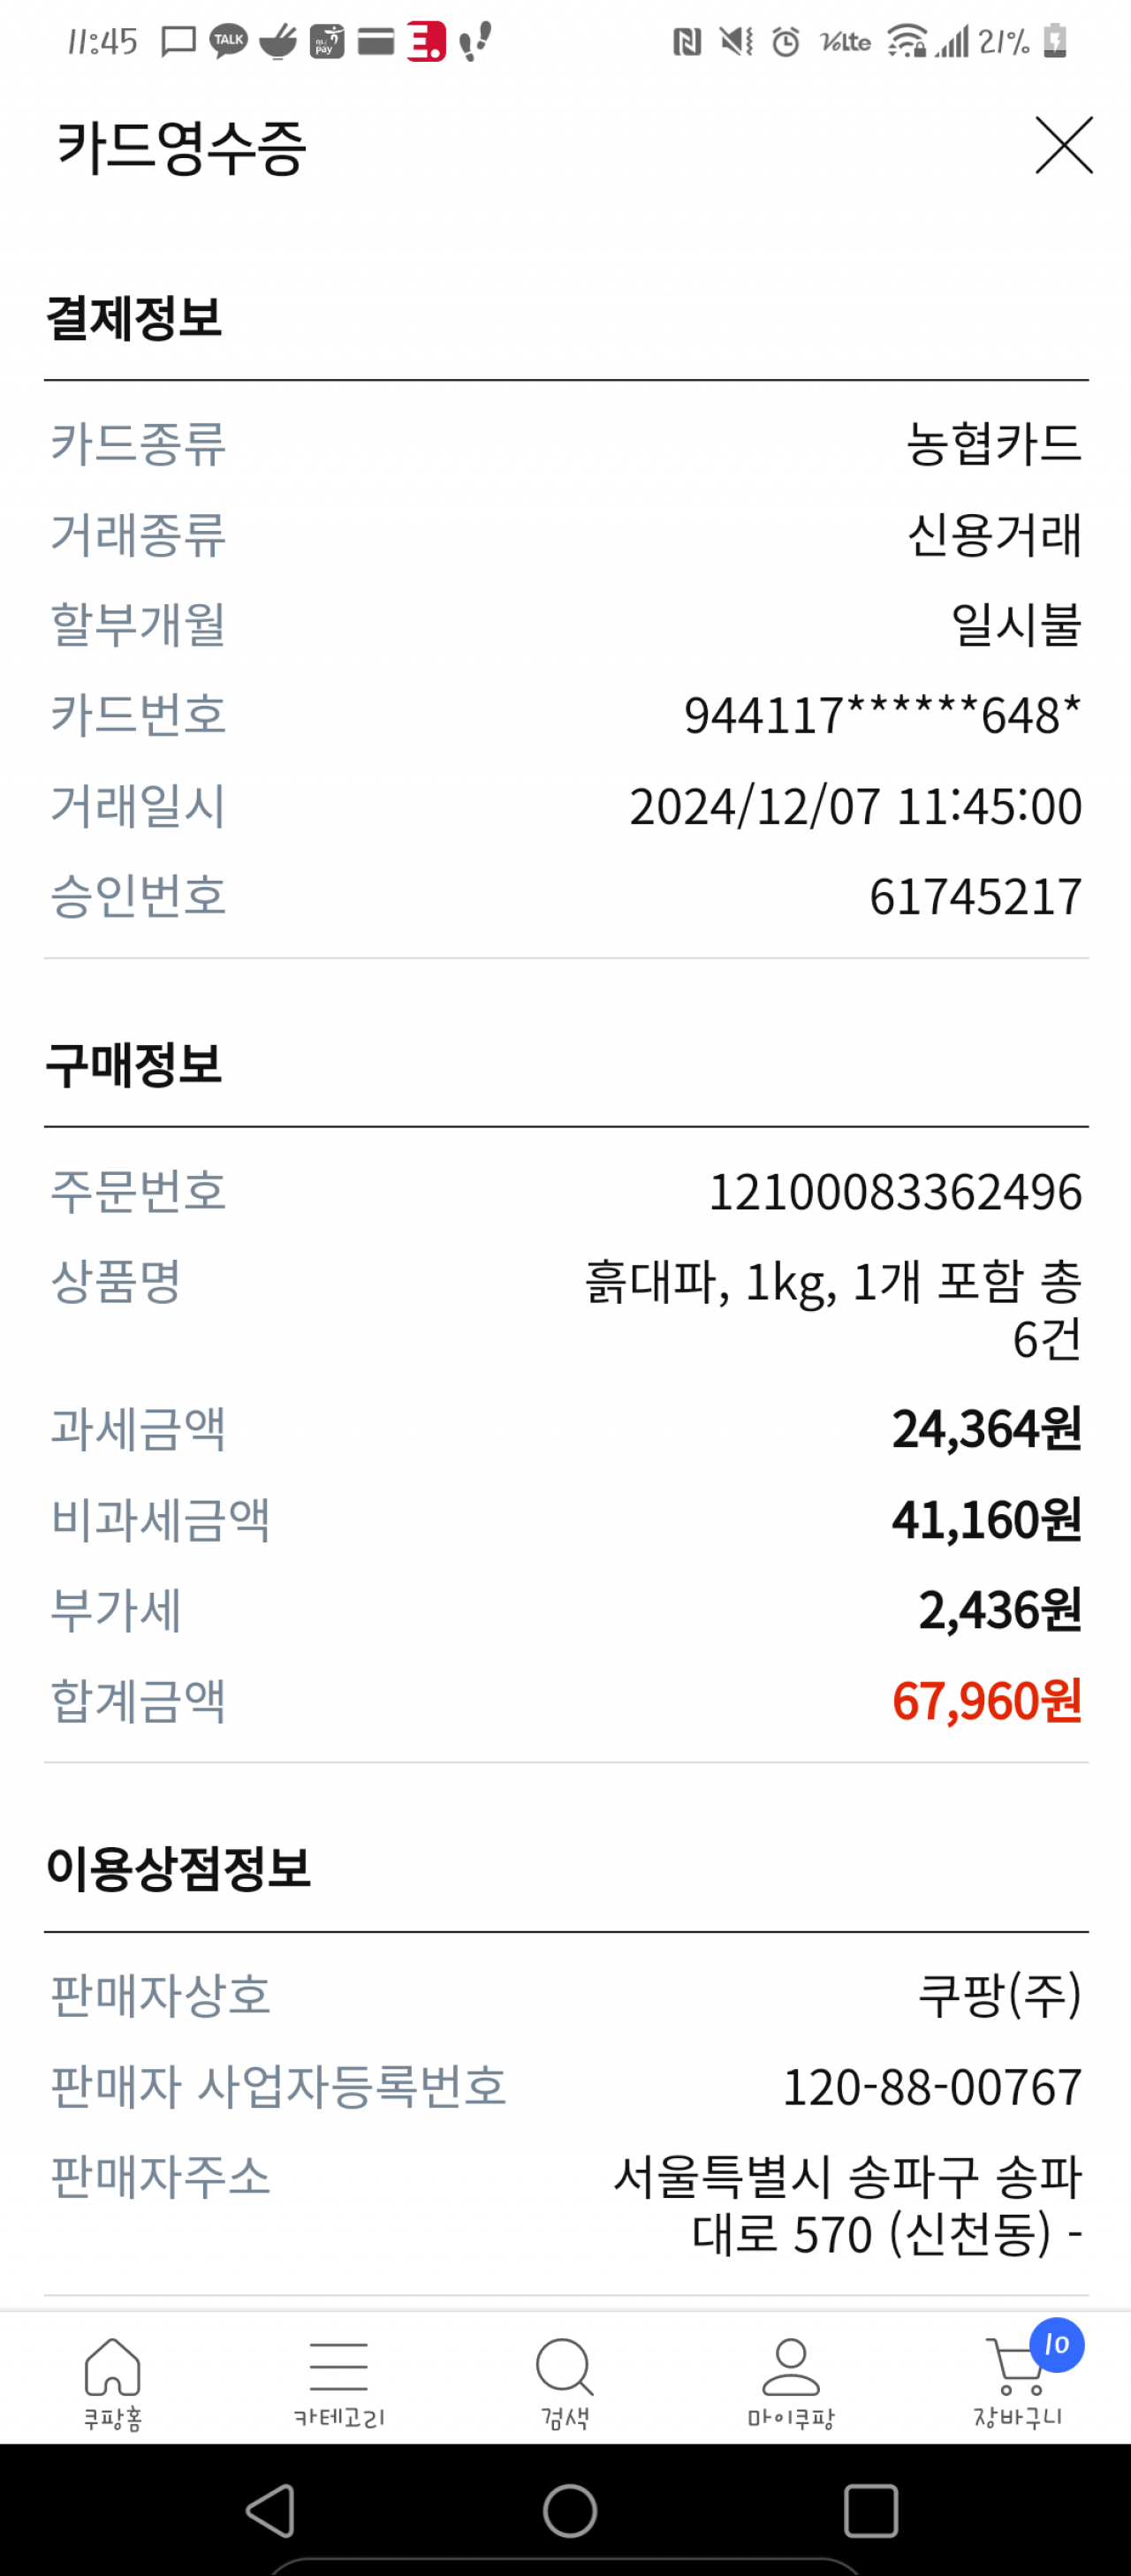 11:45 TALK pay E. Volte 21%
카드영수증
결제정보
카드종류 농협카드
거래종류 신용거래
할부개월 일시불
카드번호 944117******648*
거래일시 2024/12/07 11:45:00
승인번호 61745217
구매정보
주문번호 12100083362496
상품명 흙대파, 1kg, 1개 포함 총
6건
과세금액 24,364원
비과세금액 41,160원
부가세 2,436원
합계금액 67,960원
이용상점정보
판매자상호 쿠팡(주)
판매자 사업자등록번호 120-88-00767
판매자주소 서울특별시 송파구 송파
대로 570 (신천동) -
10
쿠팡홈 카테고리 검색 마이쿠팡 장바구니